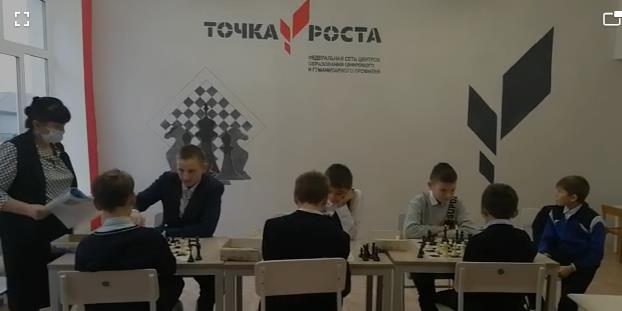 ТОЧКА РОСТА
ФЕДЕРАЛЬНАЯ СЕТЬ ЦЕНТРОВ
ОБРАЗОВАНИЯ ЦИФРОВОГО
И ГУМАНИТАРНОГО ПРОФИЛЕЙ